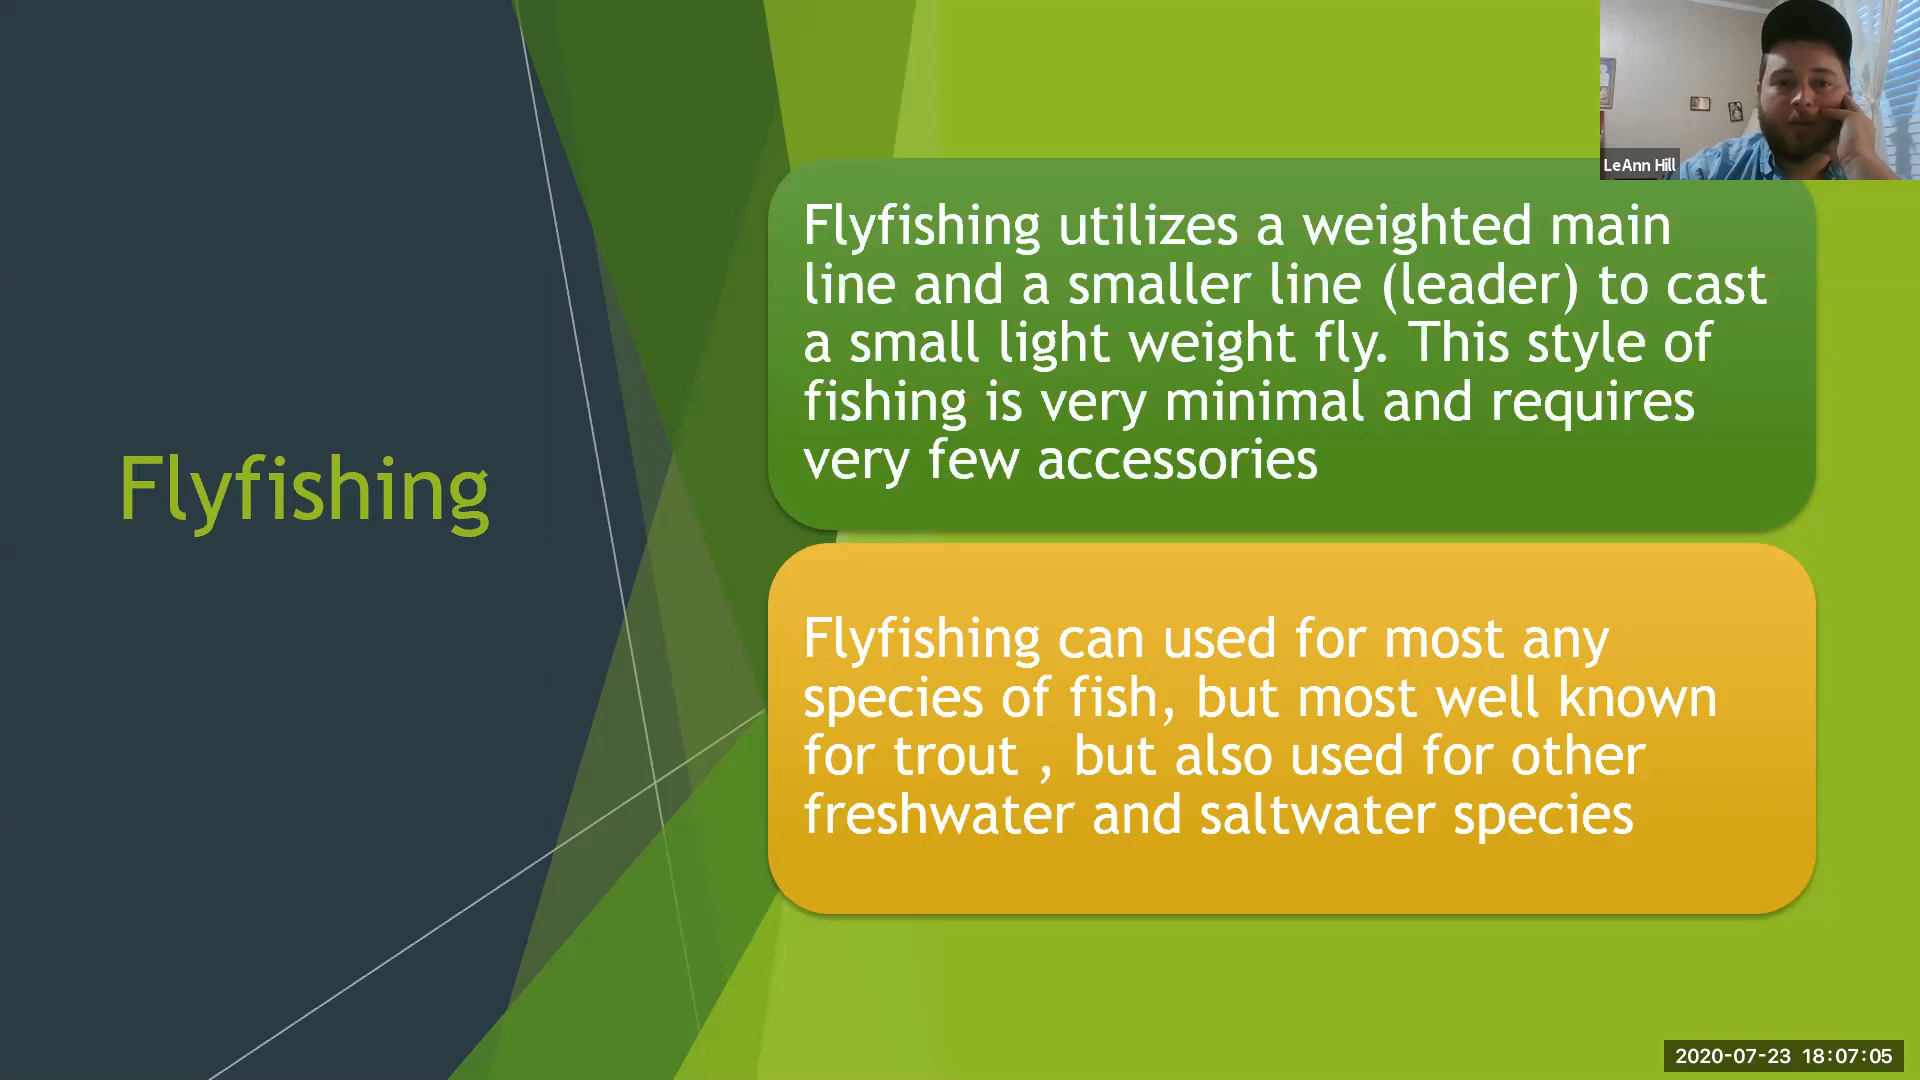 LeAnn Hill
Flyfishing
Flyfishing utilizes a weighted main
line and a smaller line (leader) to cast
a small light weight fly. This style of
fishing is very minimal and requires
very few accessories
Flyfishing can used for most any
species of fish, but most well known
for trout , but also used for other
freshwater and saltwater species
2020-07-23 18:07:05